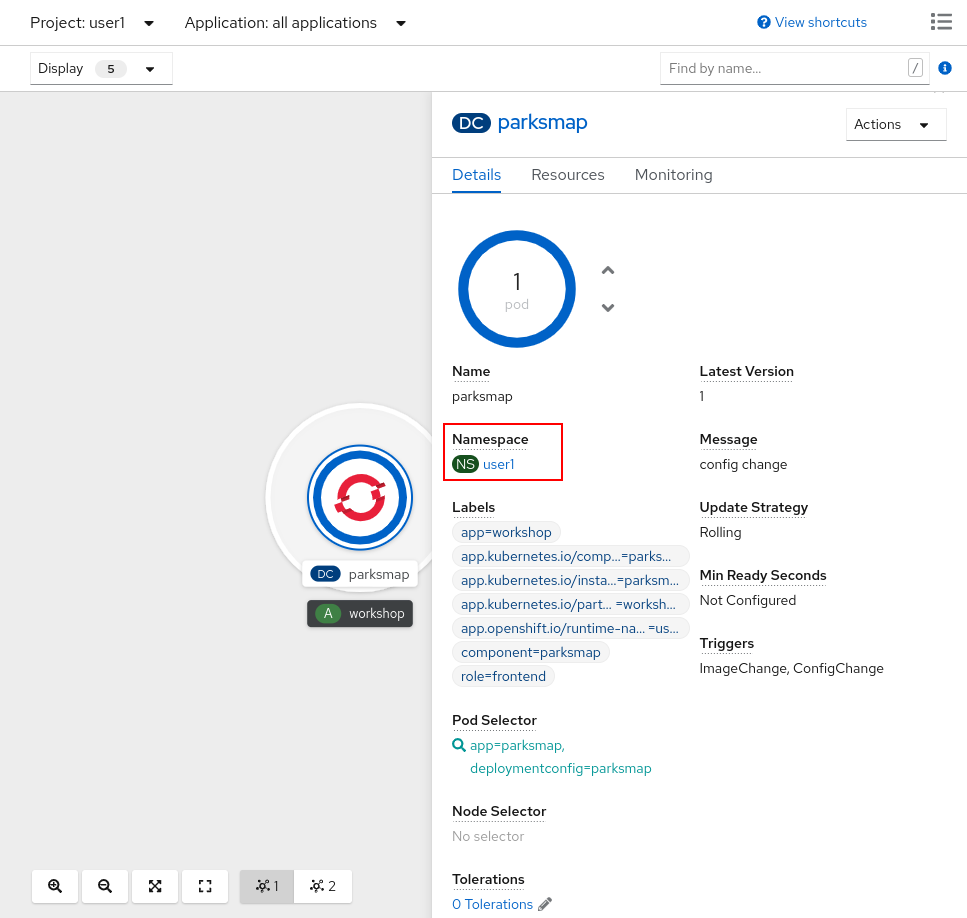 Project: user1 Application: all applications View shortcuts
Display 5 Find by name... /
DC parksmap
Actions
Details Resources Monitoring
1
pod
Name
parksmap
Latest Version
1
Namespace
NS user1
Message
config change
Labels
app=workshop
app.kubernetes.io/comp...=parks...
app.kubernetes.io/insta...=parksm...
app.kubernetes.io/part... =worksh...
app.openshift.io/runtime-na... =us...
component=parksmap
role=frontend
Update Strategy
Rolling
Min Ready Seconds
Not Configured
Triggers
ImageChange, ConfigChange
Pod Selector
app=parksmap,
deploymentconfig=parksmap
Node Selector
No selector
Tolerations
0 Tolerations
DC parksmap
A workshop
1 2